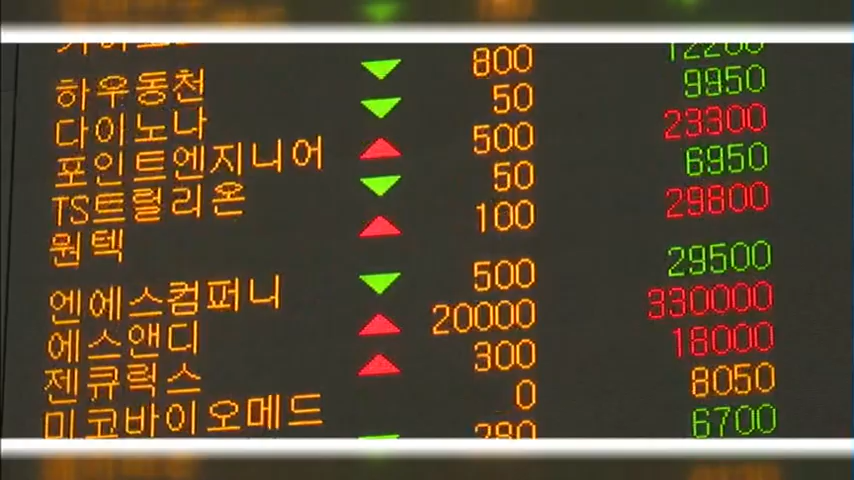 하우동천 ▼ 800 12200
다이노나 ▼ 50 9950
포인트엔지니어 ▲ 500 23300
TS트릴리온 ▼ 50 6950
원텍 ▲ 100 29800
엔에스컴퍼니 ▼ 500 29500
에스앤디 ▲ 20000 330000
젠큐릭스 ▲ 300 18000
미코바이오메드 0 8050
▼ 280 6700